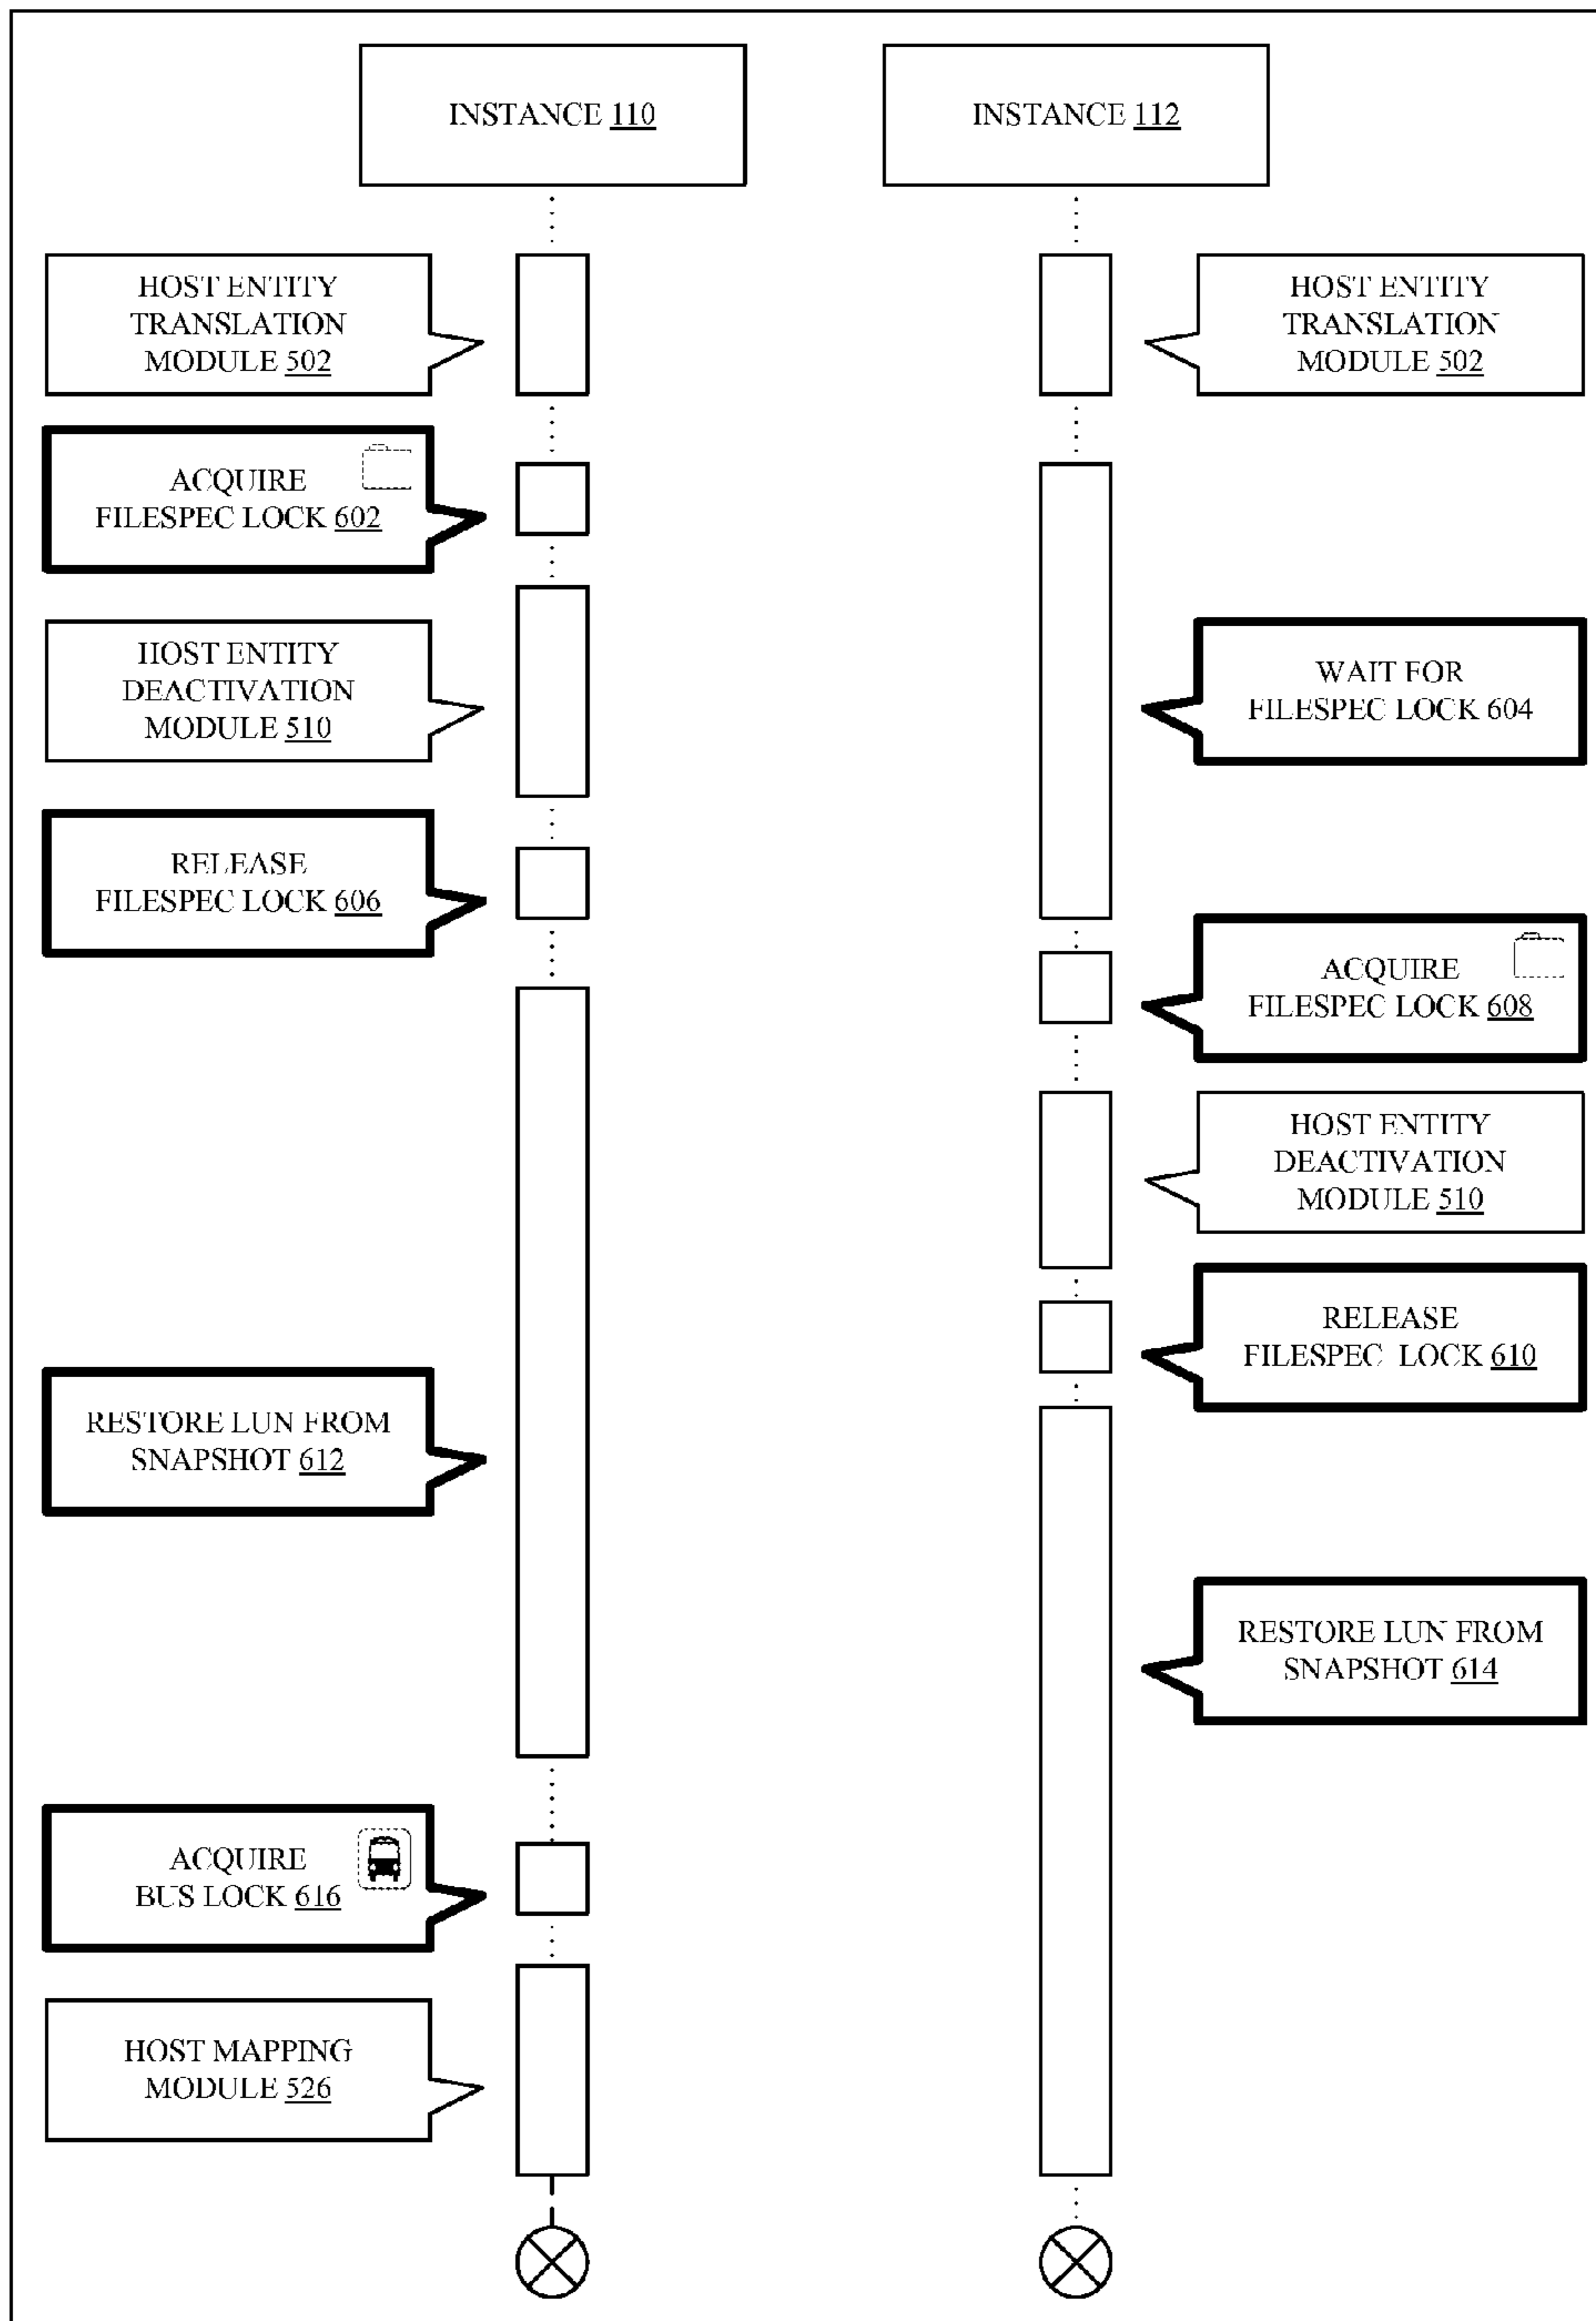 INSTANCE 110
INSTANCE 112
HOST ENTITY
TRANSLATION
MODULE 502
HOST ENTITY
TRANSLATION
MODULE 502
ACQUIRE
FILESPEC LOCK 602
HOST ENTITY
DEACTIVATION
MODULE 510
WAIT FOR
FILESPEC LOCK 604
RELEASE
FILESPEC LOCK 606
ACQUIRE
FILESPEC LOCK 608
HOST ENTITY
DEACTIVATION
MODULE 510
RELEASE
FILESPEC LOCK 610
RESTORE LUN FROM
SNAPSHOT 612
RESTORE LUN FROM
SNAPSHOT 614
ACQUIRE
BUS LOCK 616
HOST MAPPING
MODULE 526